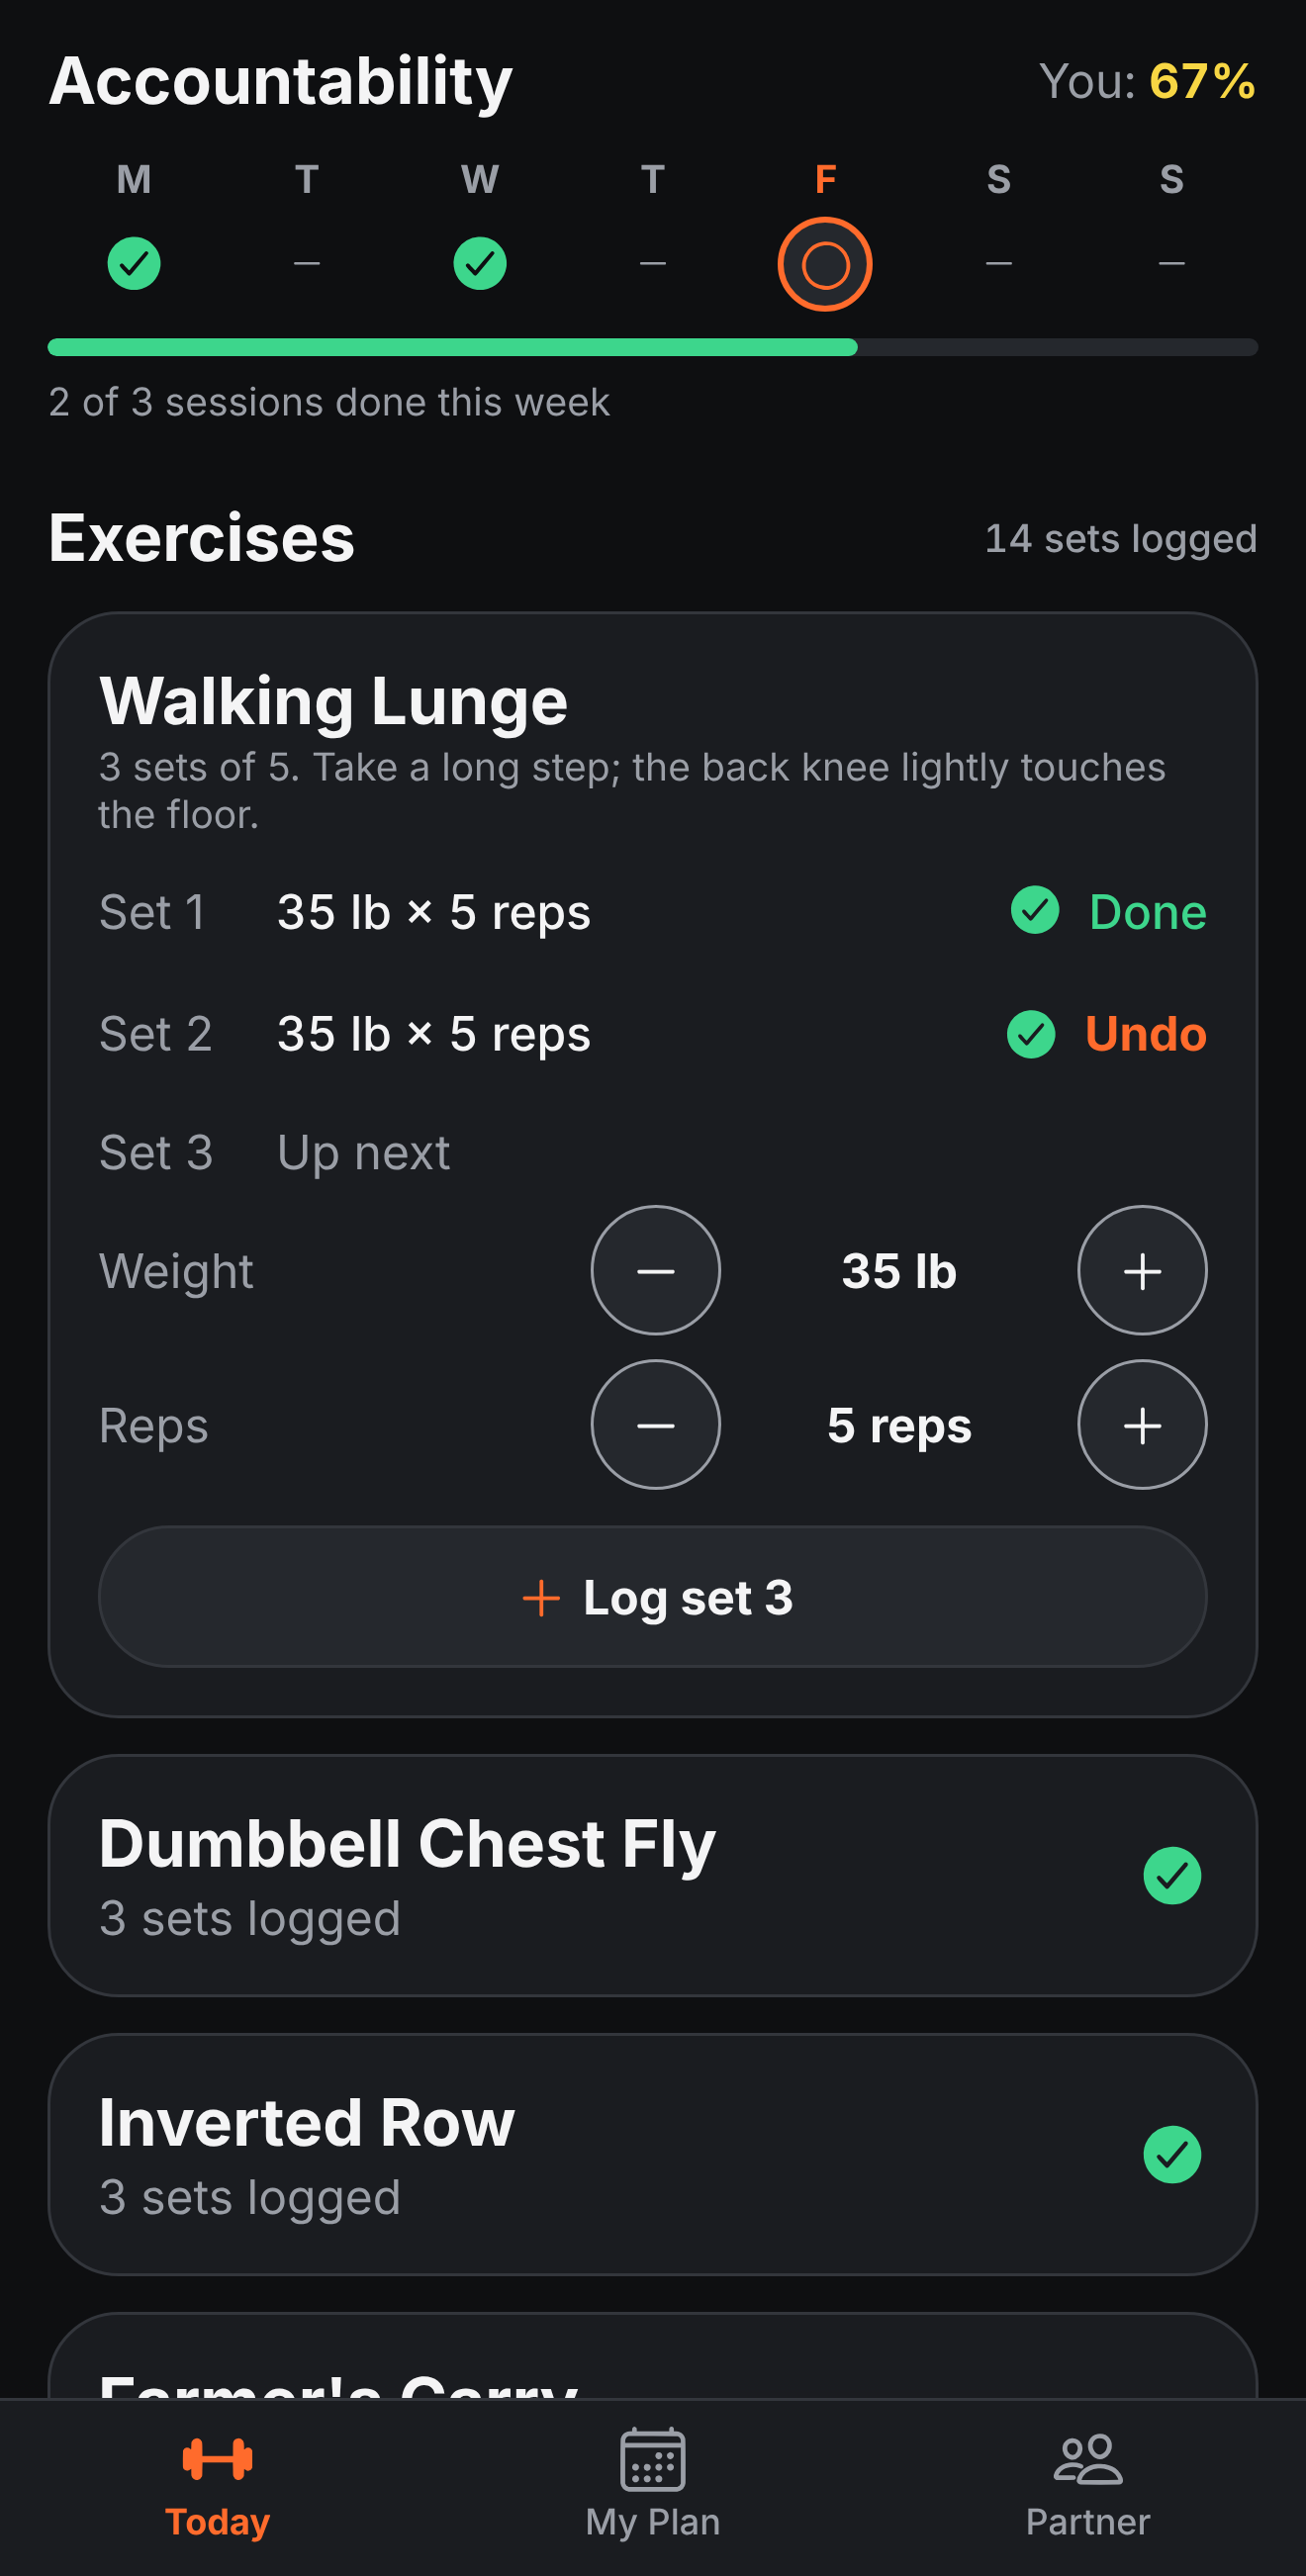 Accountability
You: 67%
M T W T F S S
2 of 3 sessions done this week
Exercises
14 sets logged
Walking Lunge
3 sets of 5. Take a long step; the back knee lightly touches
the floor.
Set 1 35 lb × 5 reps Done
Set 2 35 lb × 5 reps Undo
Set 3 Up next
Weight − 35 lb +
Reps − 5 reps +
+ Log set 3
Dumbbell Chest Fly
3 sets logged
Inverted Row
3 sets logged
Farmer's Carry
Today
My Plan
Partner